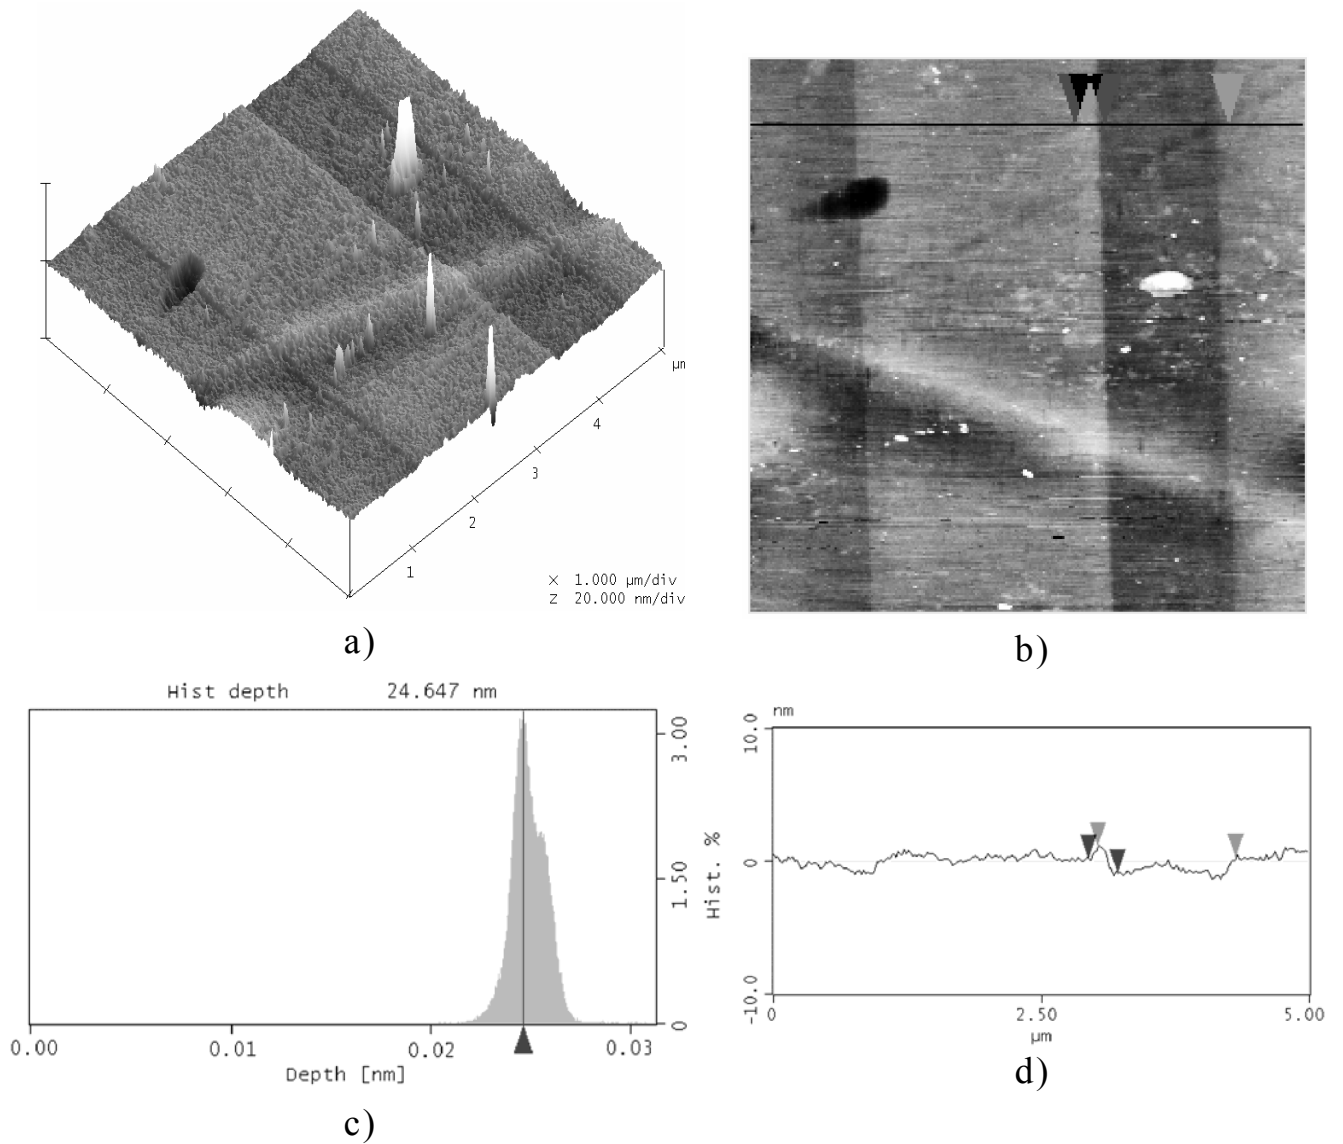 µm
4
3
2
1
X 1.000 µm/div
Z 20.000 nm/div
a)
b)
Hist depth 24.647 nm
3.00
1.50
0
Hist. %
0.00 0.01 0.02 0.03
Depth [nm]
c)
nm
10.0
0
-10.0
0 2.50 5.00
µm
d)